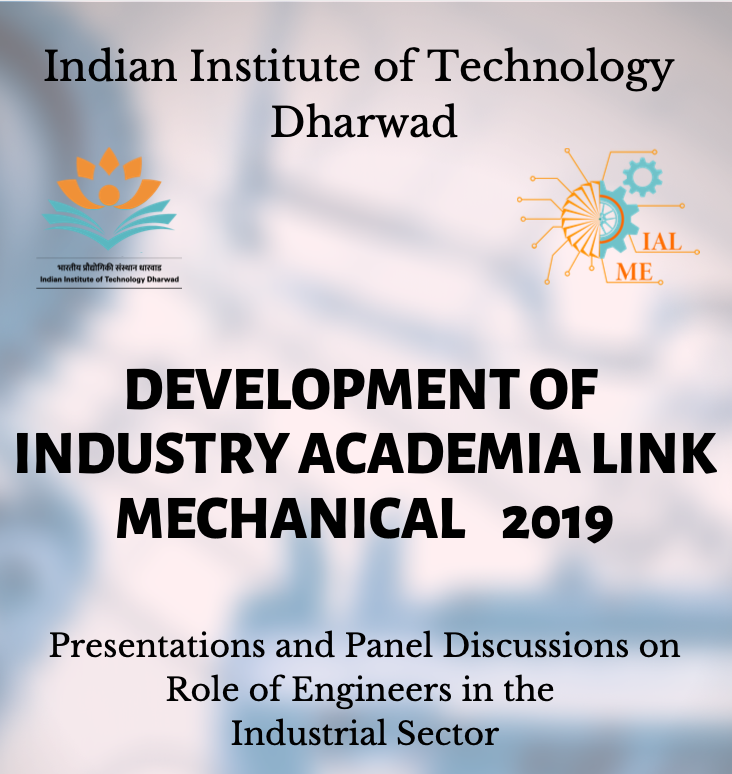 Indian Institute of Technology
Dharwad
भारतीय प्रौद्योगिकी संस्थान धारवाड
Indian Institute of Technology Dharwad
IAL
ME
DEVELOPMENT OF
INDUSTRY ACADEMIA LINK
MECHANICAL 2019
Presentations and Panel Discussions on
Role of Engineers in the
Industrial Sector